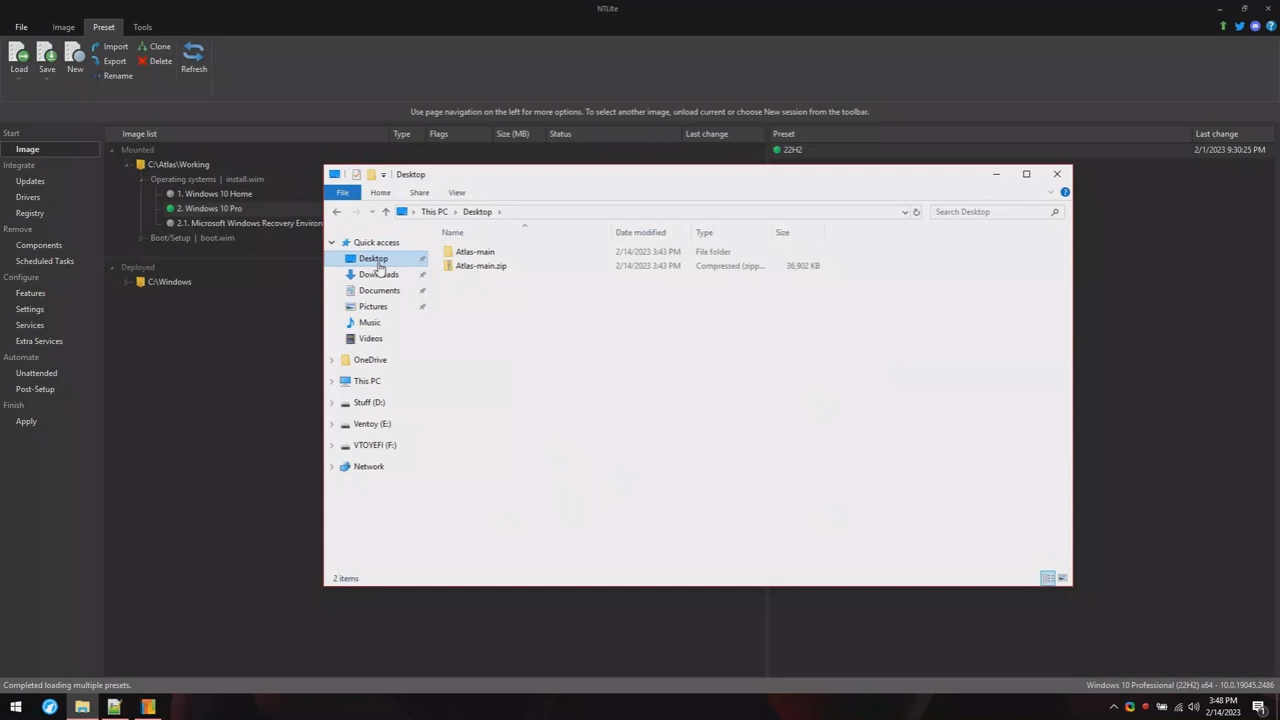 NTLite
File Image Preset Tools
Load Save New Import Clone Refresh
Export Delete
Rename
Use page navigation on the left for more options. To select another image, unload current or choose New session from the toolbar.
Start
Image
Integrate
Updates
Drivers
Registry
Remove
Components
Scheduled Tasks
Configure
Features
Settings
Services
Extra Services
Automate
Unattended
Post-Setup
Finish
Apply
Image list Type Flags Size (MB) Status Last change
Mounted
C:\Atlas\Working
Operating systems | install.wim
1. Windows 10 Home
2. Windows 10 Pro
2.1. Microsoft Windows Recovery Environ
Boot/Setup | boot.wim
Deployed
C:\Windows
Preset Last change
22H2 2/1/2023 9:30:25 PM
Desktop
File Home Share View
This PC > Desktop >
Search Desktop
Quick access
Desktop
Downloads
Documents
Pictures
Music
Videos
OneDrive
This PC
Stuff (D:)
Ventoy (E:)
VTOYEFI (F:)
Network
Name Date modified Type Size
Atlas-main 2/14/2023 3:43 PM File folder
Atlas-main.zip 2/14/2023 3:43 PM Compressed (zipp... 36,902 KB
2 items
Completed loading multiple presets.
Windows 10 Professional (22H2) x64 - 10.0.19045.2486
3:48 PM
2/14/2023